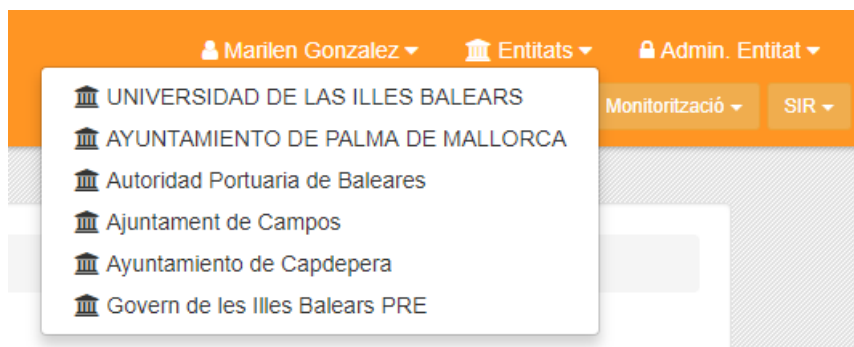 Marilen Gonzalez Entitats Admin. Entitat
Monitorització SIR
UNIVERSIDAD DE LAS ILLES BALEARS
AYUNTAMIENTO DE PALMA DE MALLORCA
Autoridad Portuaria de Baleares
Ajuntament de Campos
Ayuntamiento de Capdepera
Govern de les Illes Balears PRE